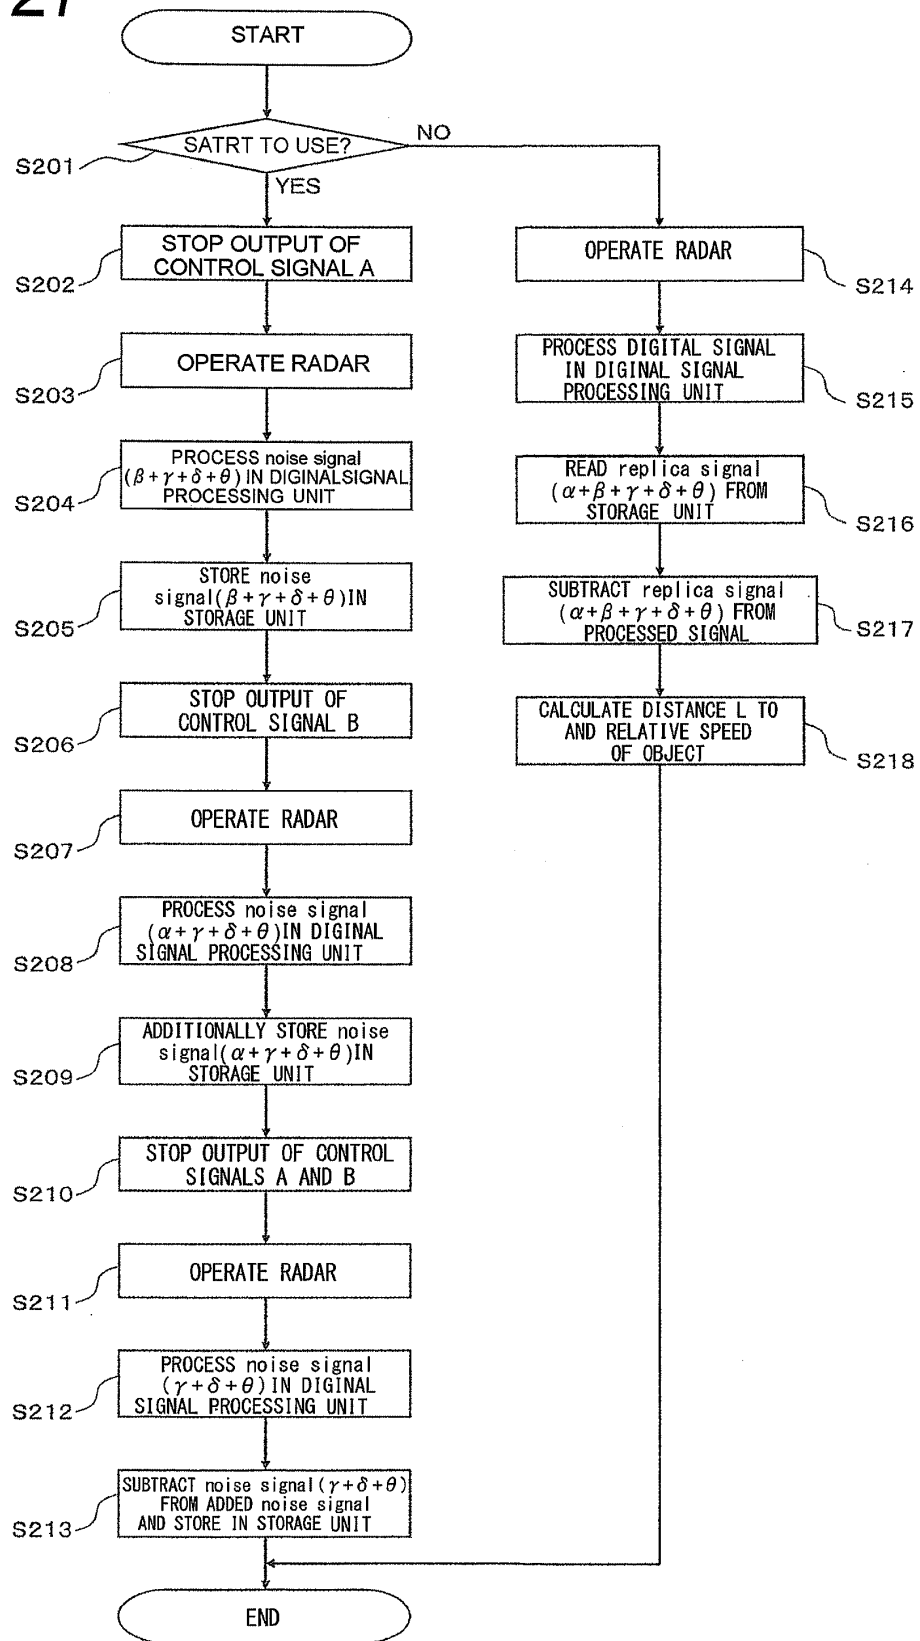 27
START
SATRT TO USE?
NO
S201
YES
STOP OUTPUT OF
CONTROL SIGNAL A
S202
OPERATE RADAR
S203
PROCESS noise signal
(β+γ+δ+θ) IN DIGINALSIGNAL
PROCESSING UNIT
S204
STORE noise
signal(β+γ+δ+θ)IN
STORAGE UNIT
S205
STOP OUTPUT OF
CONTROL SIGNAL B
S206
OPERATE RADAR
S207
PROCESS noise signal
(α+γ+δ+θ)IN DIGINAL
SIGNAL PROCESSING UNIT
S208
ADDITIONALLY STORE noise
signal(α+γ+δ+θ)IN
STORAGE UNIT
S209
STOP OUTPUT OF CONTROL
SIGNALS A AND B
S210
OPERATE RADAR
S211
PROCESS noise signal
(γ+δ+θ)IN DIGINAL
SIGNAL PROCESSING UNIT
S212
SUBTRACT noise signal(γ+δ+θ)
FROM ADDED noise signal
AND STORE IN STORAGE UNIT
S213
END
OPERATE RADAR
S214
PROCESS DIGITAL SIGNAL
IN DIGINAL SIGNAL
PROCESSING UNIT
S215
READ replica signal
(α+β+γ+δ+θ) FROM
STORAGE UNIT
S216
SUBTRACT replica signal
(α+β+γ+δ+θ) FROM
PROCESSED SIGNAL
S217
CALCULATE DISTANCE L TO
AND RELATIVE SPEED
OF OBJECT
S218